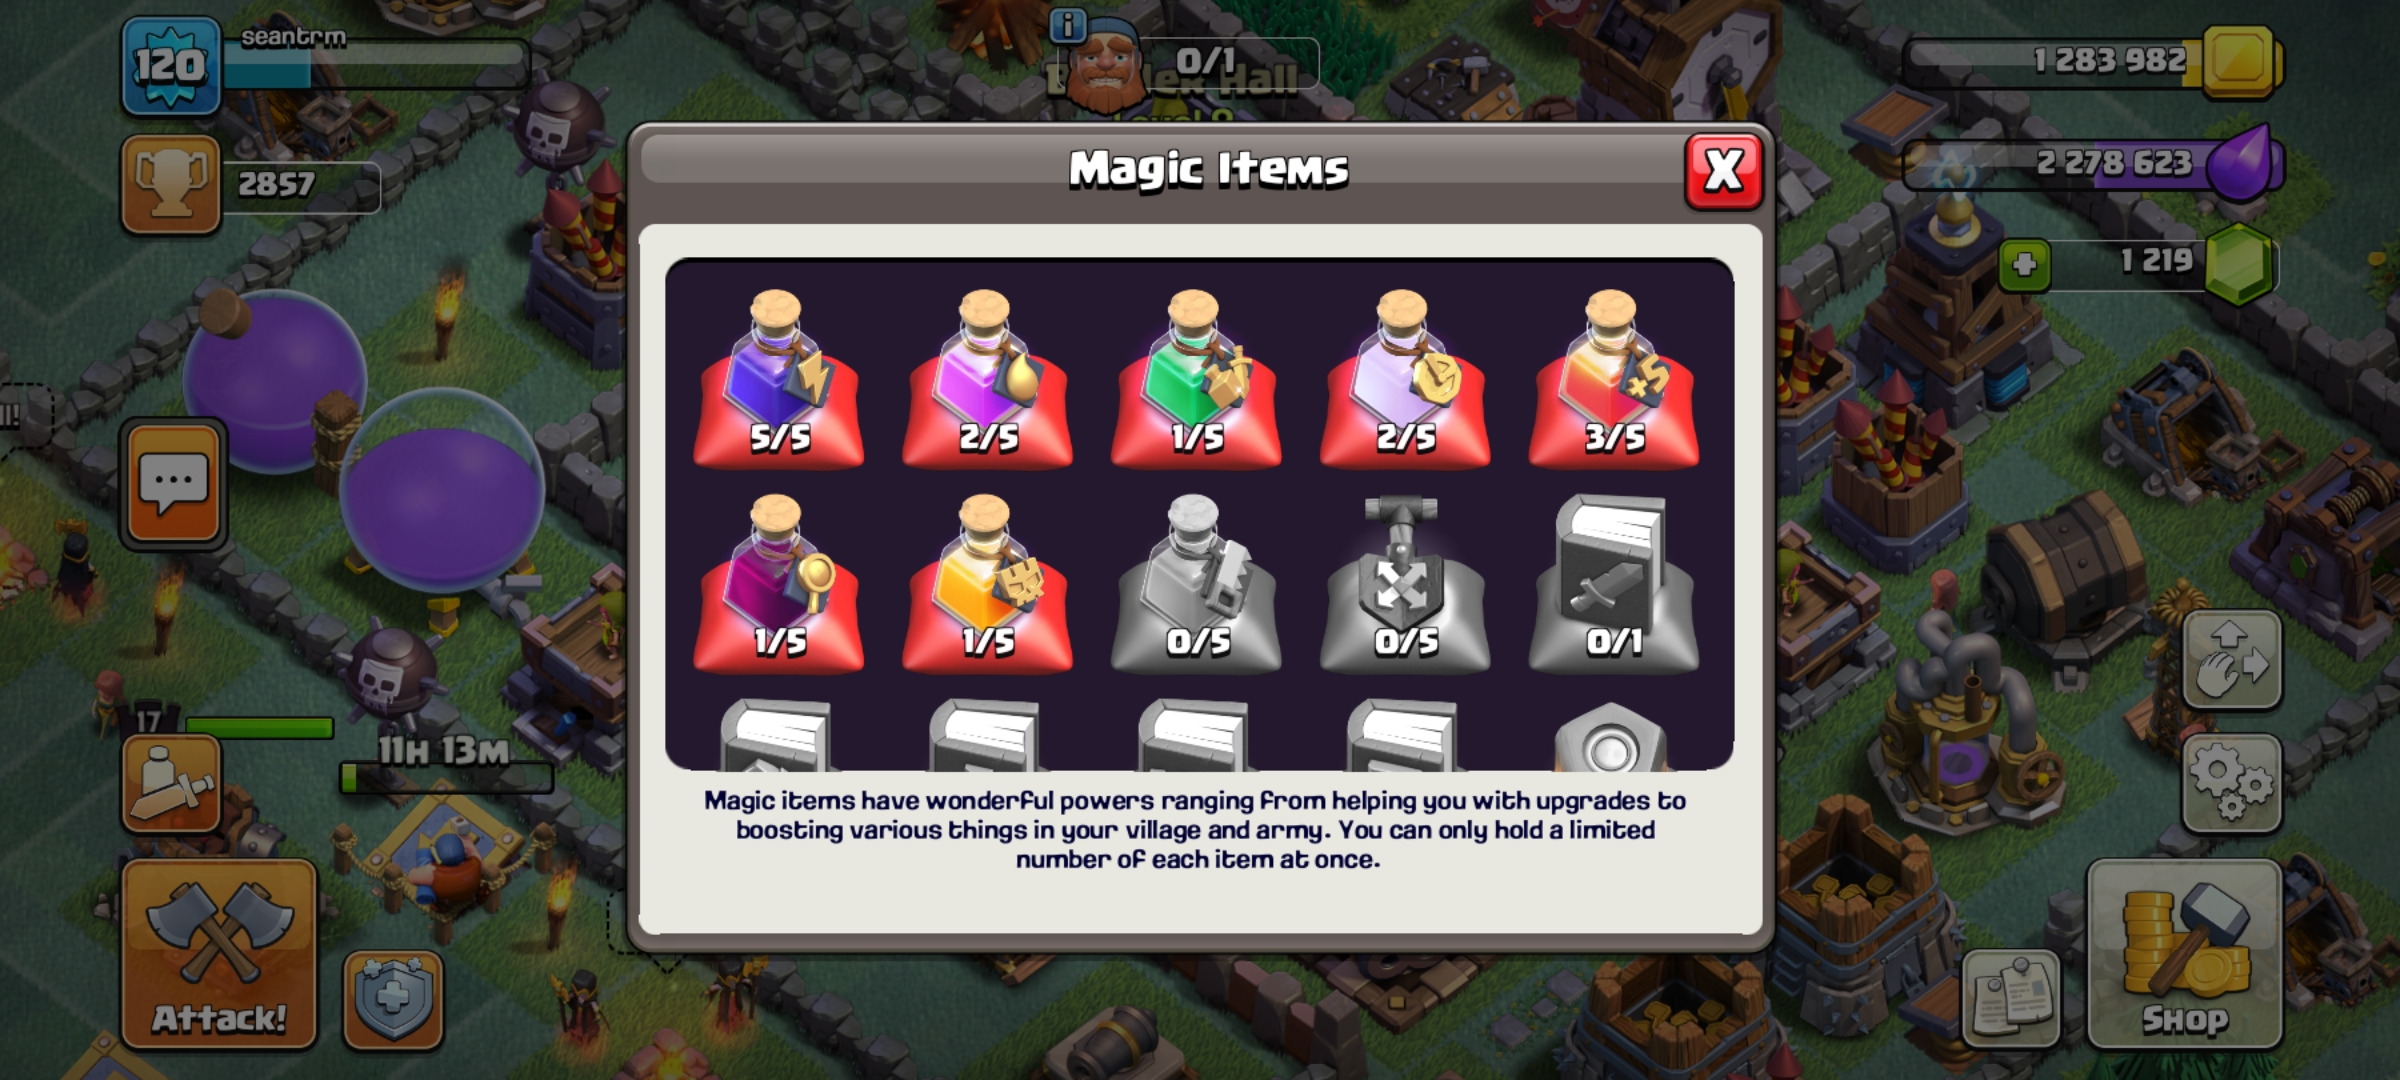 120
seantrm
i
0/1
1 283 982
2857
2 278 623
1 219
Magic Items
X
5/5
2/5
1/5
2/5
x5
3/5
1/5
1/5
0/5
0/5
0/1
17
11H 13M
Magic items have wonderful powers ranging from helping you with upgrades to
boosting various things in your village and army. You can only hold a limited
number of each item at once.
Attack!
Shop